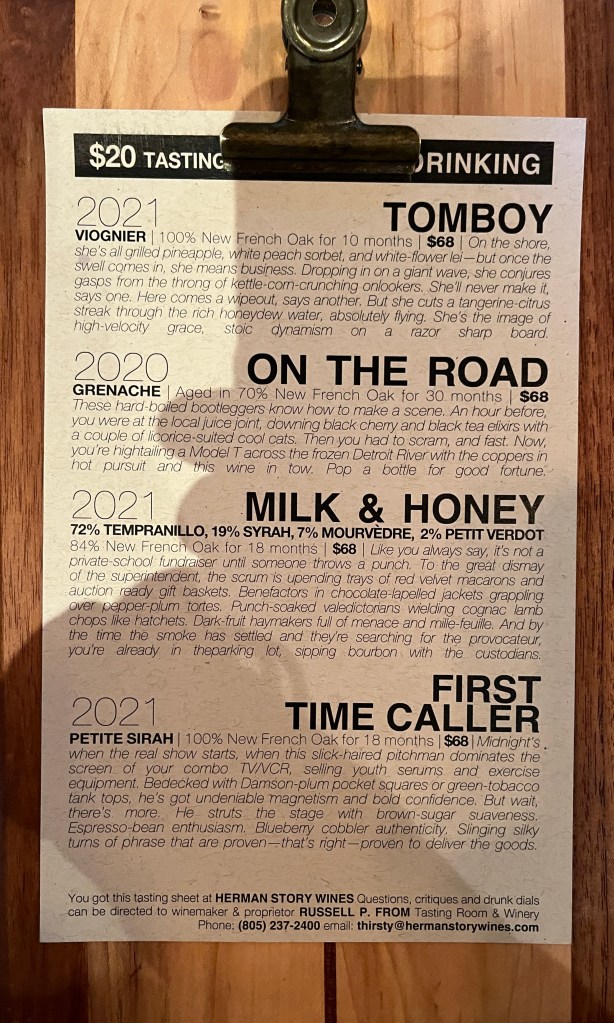 $20 TASTING DRINKING
2021 TOMBOY
VIOGNIER | 100% New French Oak for 10 months | $68 | On the shore,
she's all grilled pineapple, white peach sorbet, and white-flower lei—but once the
swell comes in, she means business. Dropping in on a giant wave, she conjures
gasps from the throng of kettle-corn-crunching onlookers. She'll never make it,
says one. Here comes a wipeout, says another. But she cuts a tangerine-citrus
streak through the rich honeydew water, absolutely flying. She's the image of
high-velocity grace, stoic dynamism on a razor sharp board.
2020 ON THE ROAD
GRENACHE | Aged in 70% New French Oak for 30 months | $68
These hard-boiled bootleggers know how to make a scene. An hour before,
you were at the local juice joint, downing black cherry and black tea elixirs with
a couple of licorice-suited cool cats. Then you had to scram, and fast. Now,
you're hightailing a Model T across the frozen Detroit River with the coppers in
hot pursuit and this wine in tow. Pop a bottle for good fortune.
2021 MILK & HONEY
72% TEMPRANILLO, 19% SYRAH, 7% MOURVÈDRE, 2% PETIT VERDOT
84% New French Oak for 18 months | $68 | Like you always say, it's not a
private-school fundraiser until someone throws a punch. To the great dismay
of the superintendent, the scrum is upending trays of red velvet macarons and
auction ready gift baskets. Benefactors in chocolate-lapelled jackets grappling
over pepper-plum tortes. Punch-soaked valedictorians wielding cognac lamb
chops like hatchets. Dark-fruit haymakers full of menace and mille-feuille. And by
the time the smoke has settled and they're searching for the provocateur,
you're already in theparking lot, sipping bourbon with the custodians.
FIRST
2021 TIME CALLER
PETITE SIRAH | 100% New French Oak for 18 months | $68 | Midnight's
when the real show starts, when this slick-haired pitchman dominates the
screen of your combo TV/VCR, selling youth serums and exercise
equipment. Bedecked with Damson-plum pocket squares or green-tobacco
tank tops, he's got undeniable magnetism and bold confidence. But wait,
there's more. He struts the stage with brown-sugar suaveness.
Espresso-bean enthusiasm. Blueberry cobbler authenticity. Slinging silky
turns of phrase that are proven—that's right—proven to deliver the goods.
You got this tasting sheet at HERMAN STORY WINES Questions, critiques and drunk dials
can be directed to winemaker & proprietor RUSSELL P. FROM Tasting Room & Winery
Phone: (805) 237-2400 email: thirsty@hermanstorywines.com